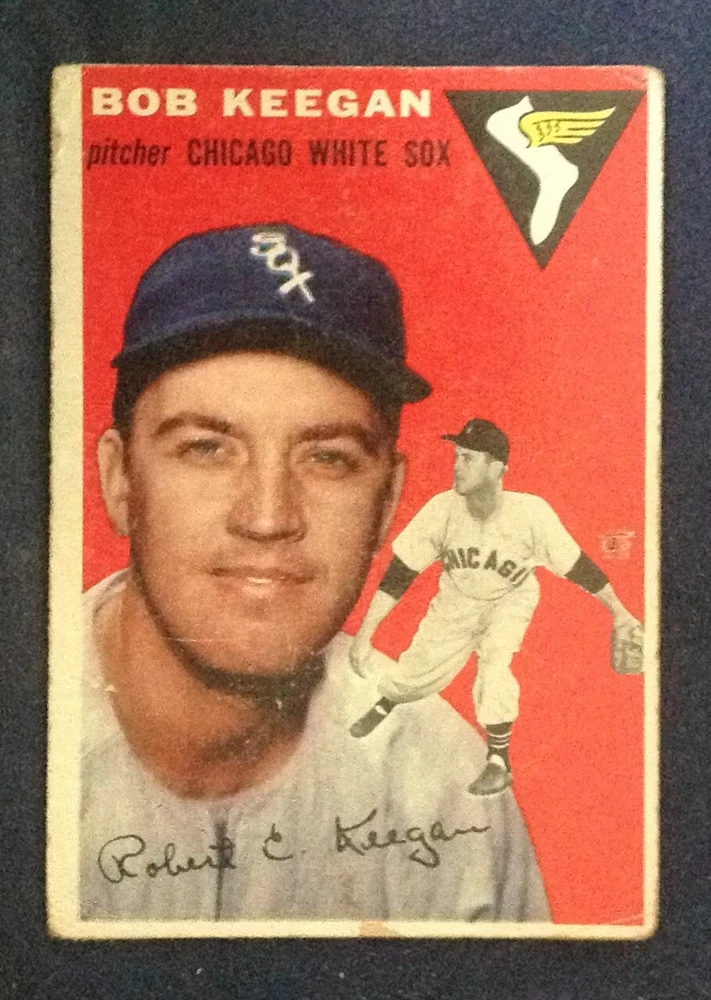 BOB KEEGAN
pitcher CHICAGO WHITE SOX
SOX
CHICAGO
Robert E. Keegan